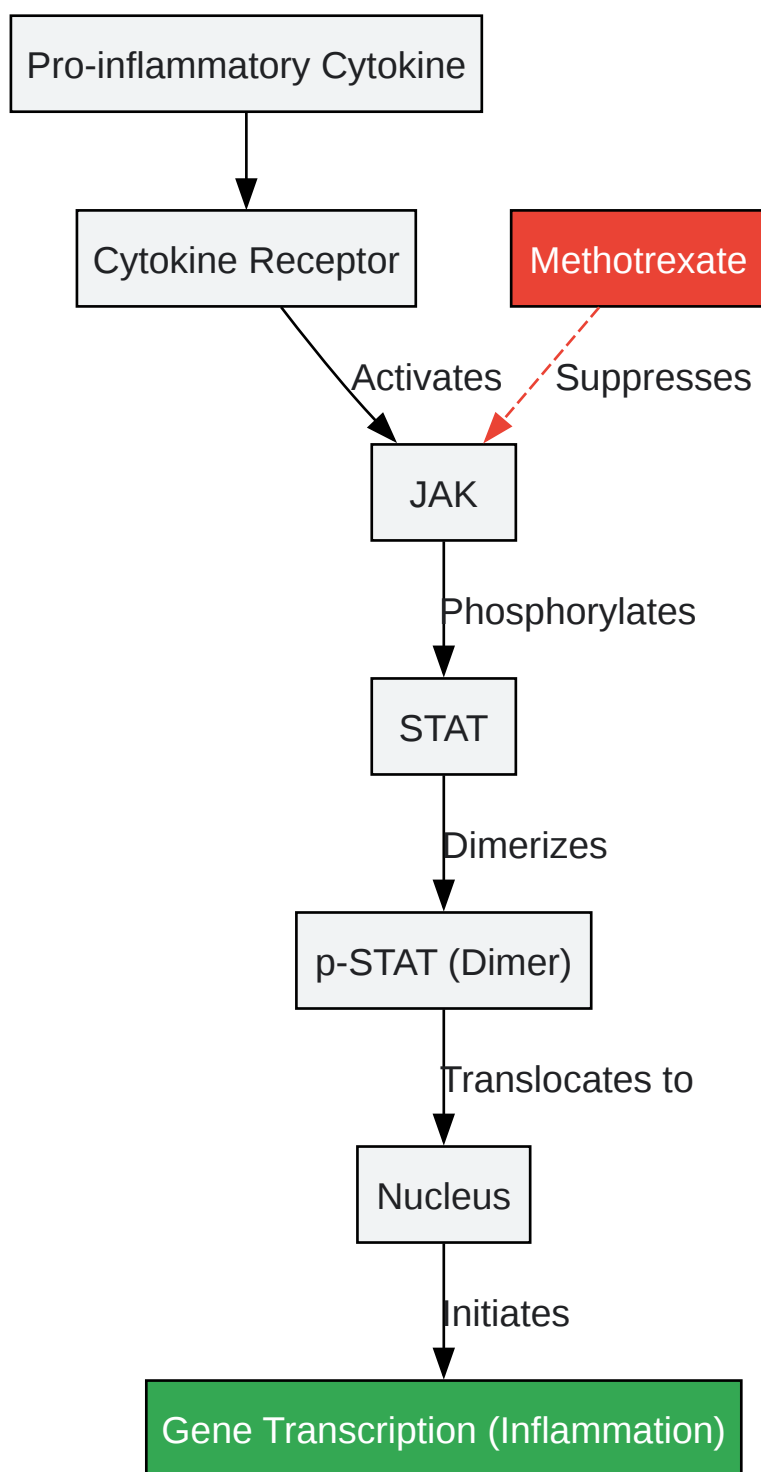 Pro-inflammatory Cytokine
Cytokine Receptor
Methotrexate
Activates
Suppresses
JAK
Phosphorylates
STAT
Dimerizes
p-STAT (Dimer)
Translocates to
Nucleus
Initiates
Gene Transcription (Inflammation)